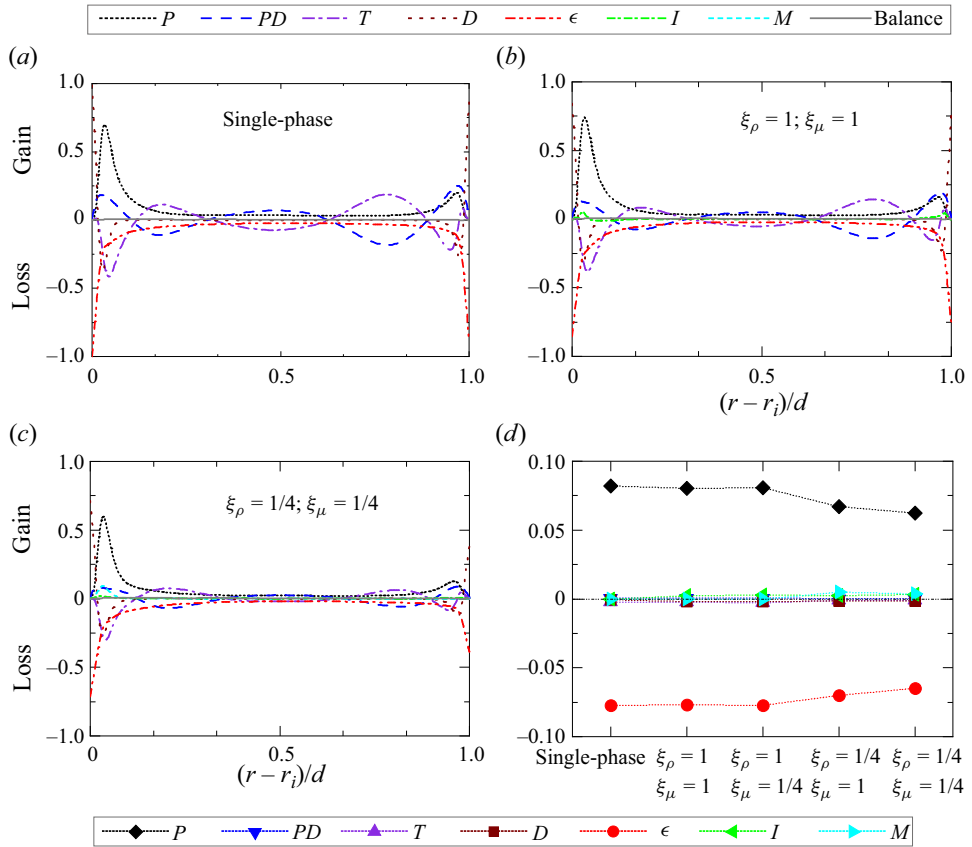 P PD T D ϵ I M Balance
(a) (b)
1.0 1.0
Single-phase ξρ = 1; ξμ = 1
Gain 0.5 0.5
0 0
Loss –0.5 –0.5
–1.0 –1.0
0 0.5 1.0 0 0.5 1.0
(r – ri)/d
(c) (d)
1.0 0.10
ξρ = 1/4; ξμ = 1/4
Gain 0.5 0.05
0 0
Loss –0.5 –0.05
–1.0 –0.10
0 0.5 1.0 Single-phase ξρ = 1 ξρ = 1 ξρ = 1/4 ξρ = 1/4
(r – ri)/d ξμ = 1 ξμ = 1/4 ξμ = 1 ξμ = 1/4
P PD T D ϵ I M